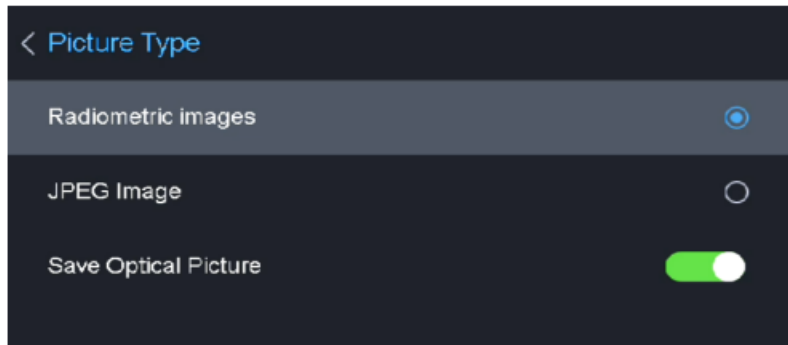 Picture Type
Radiometric images
JPEG Image
Save Optical Picture